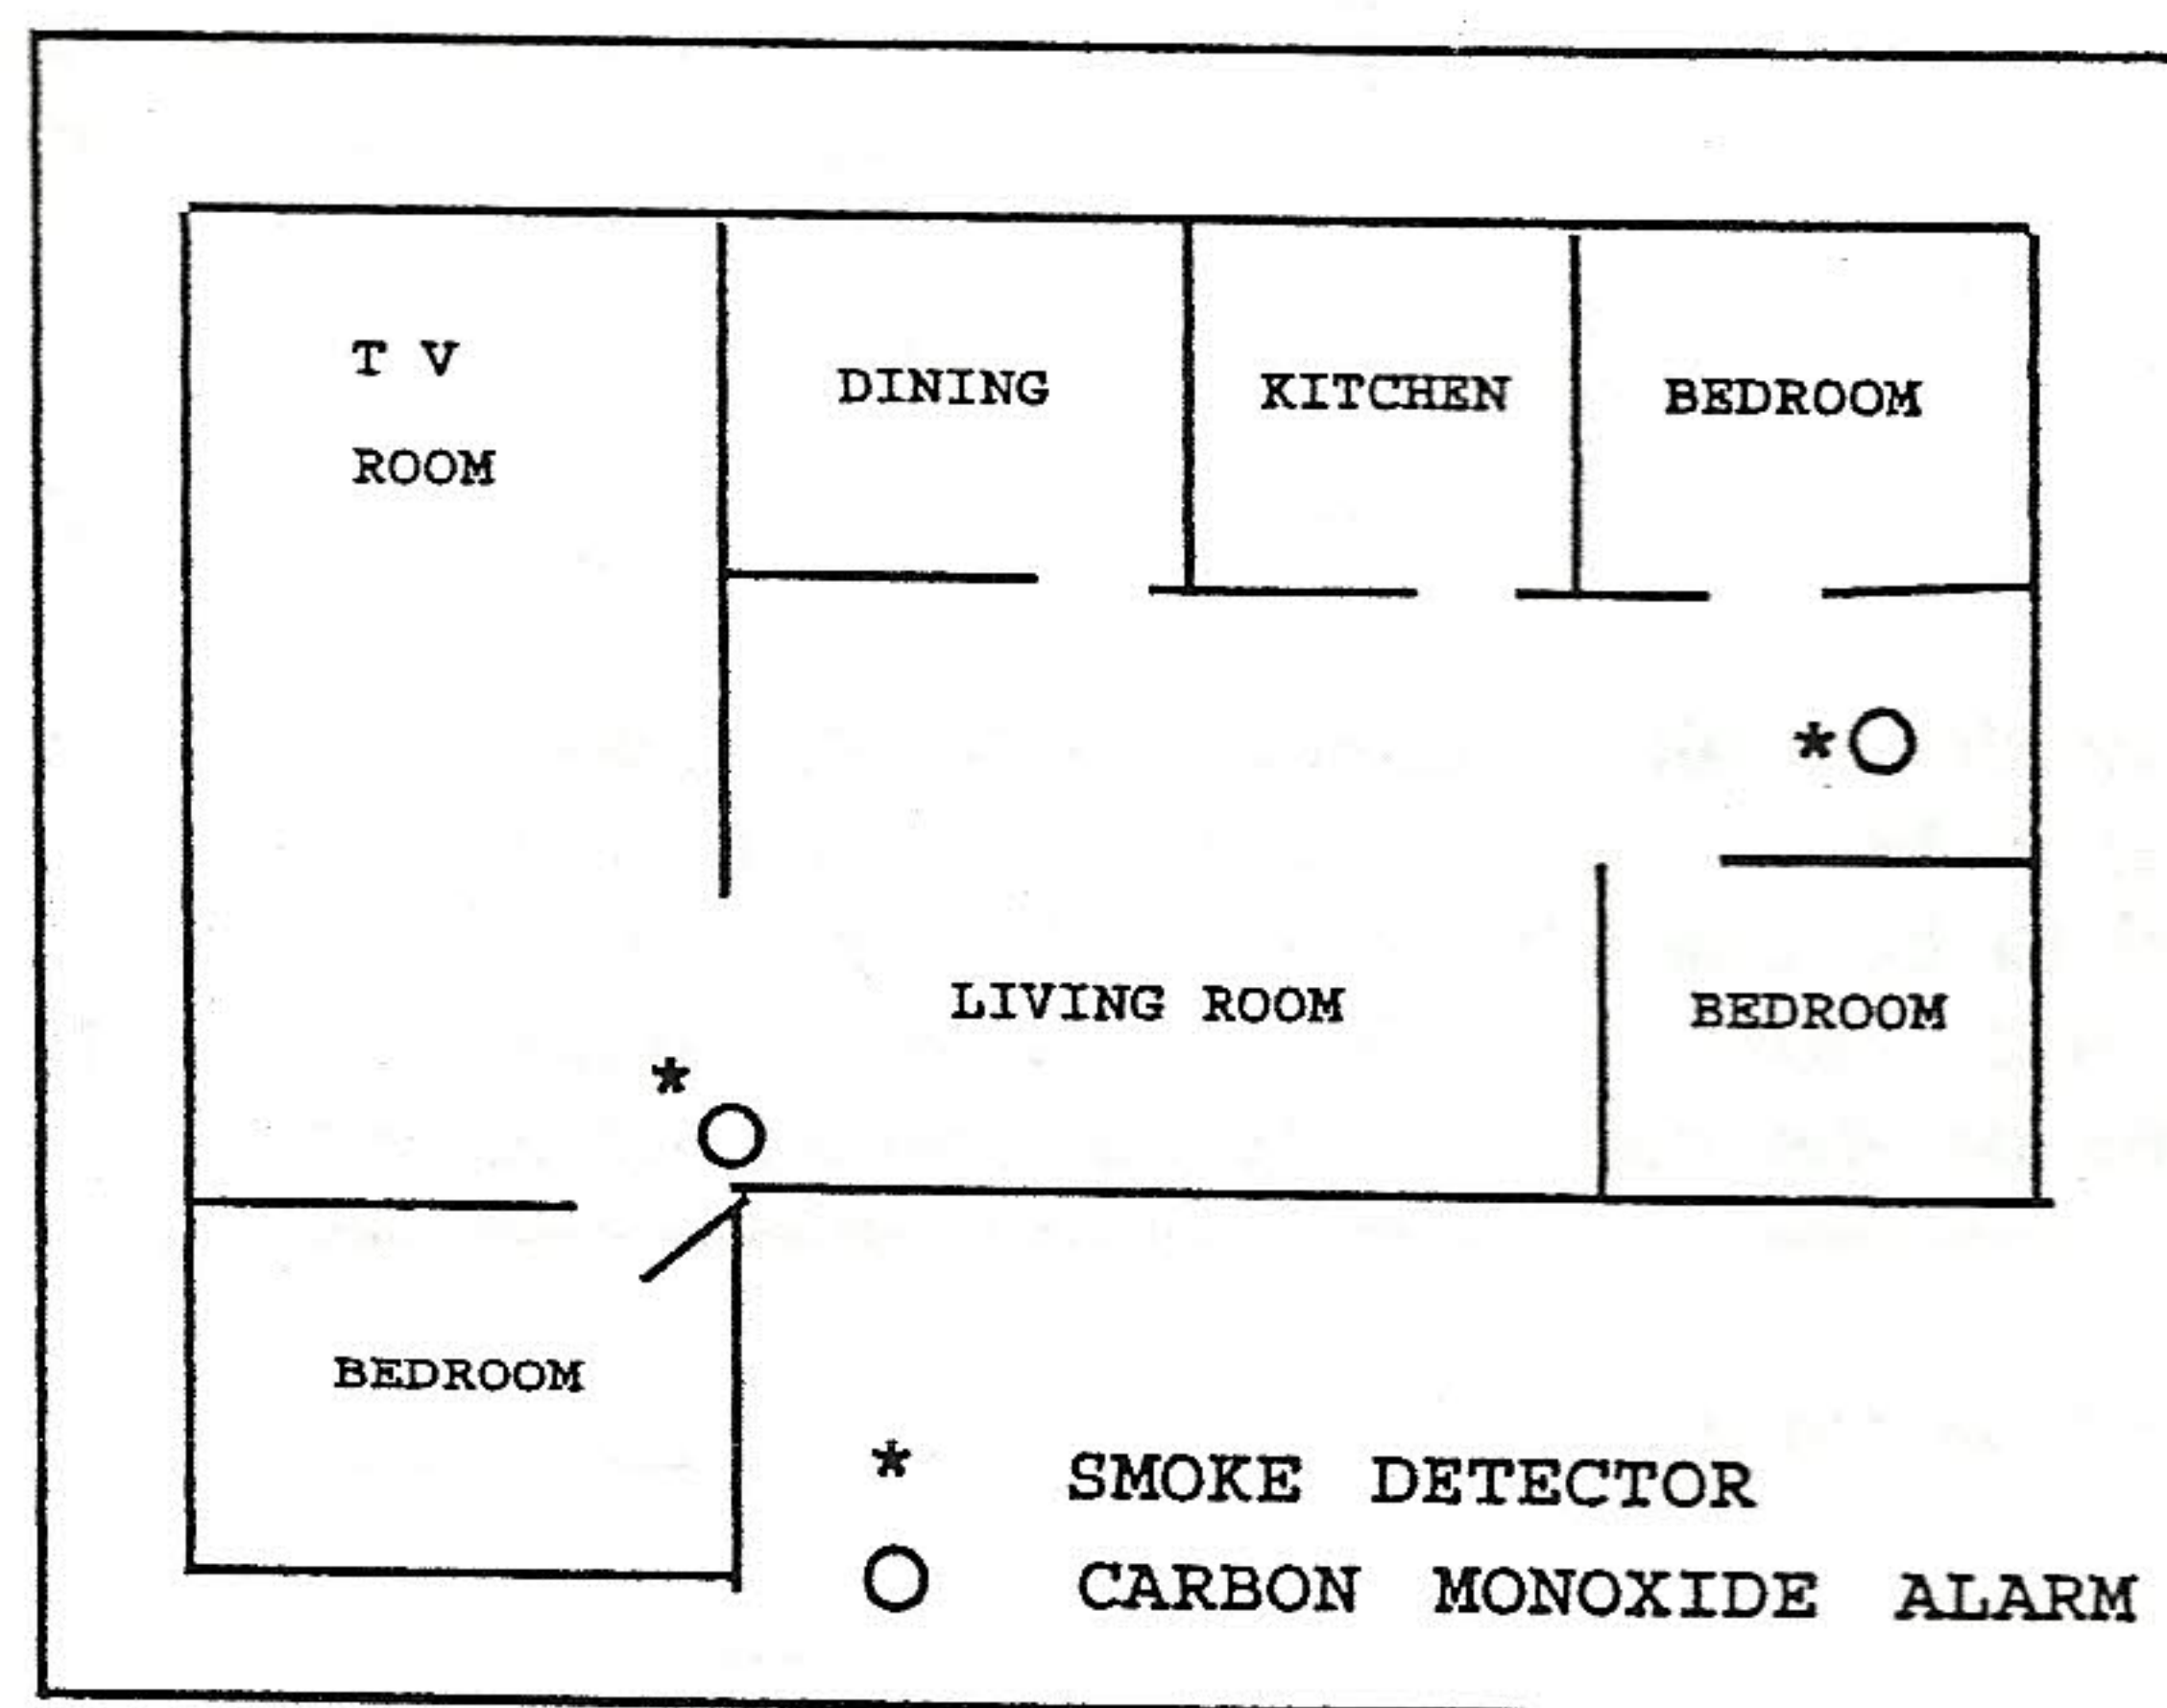 T V
ROOM
DINING
KITCHEN
BEDROOM
*
LIVING ROOM
BEDROOM
*
BEDROOM
* SMOKE DETECTOR
CARBON MONOXIDE ALARM